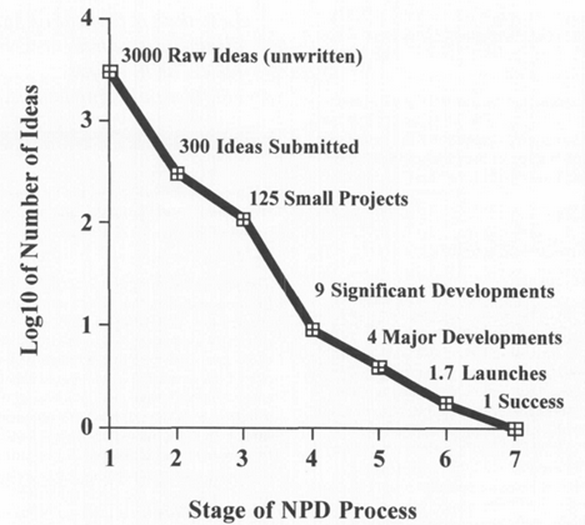 4
3000 Raw Ideas (unwritten)
3
300 Ideas Submitted
125 Small Projects
2
9 Significant Developments
1
4 Major Developments
1.7 Launches
1 Success
0
1 2 3 4 5 6 7
Log10 of Number of Ideas
Stage of NPD Process